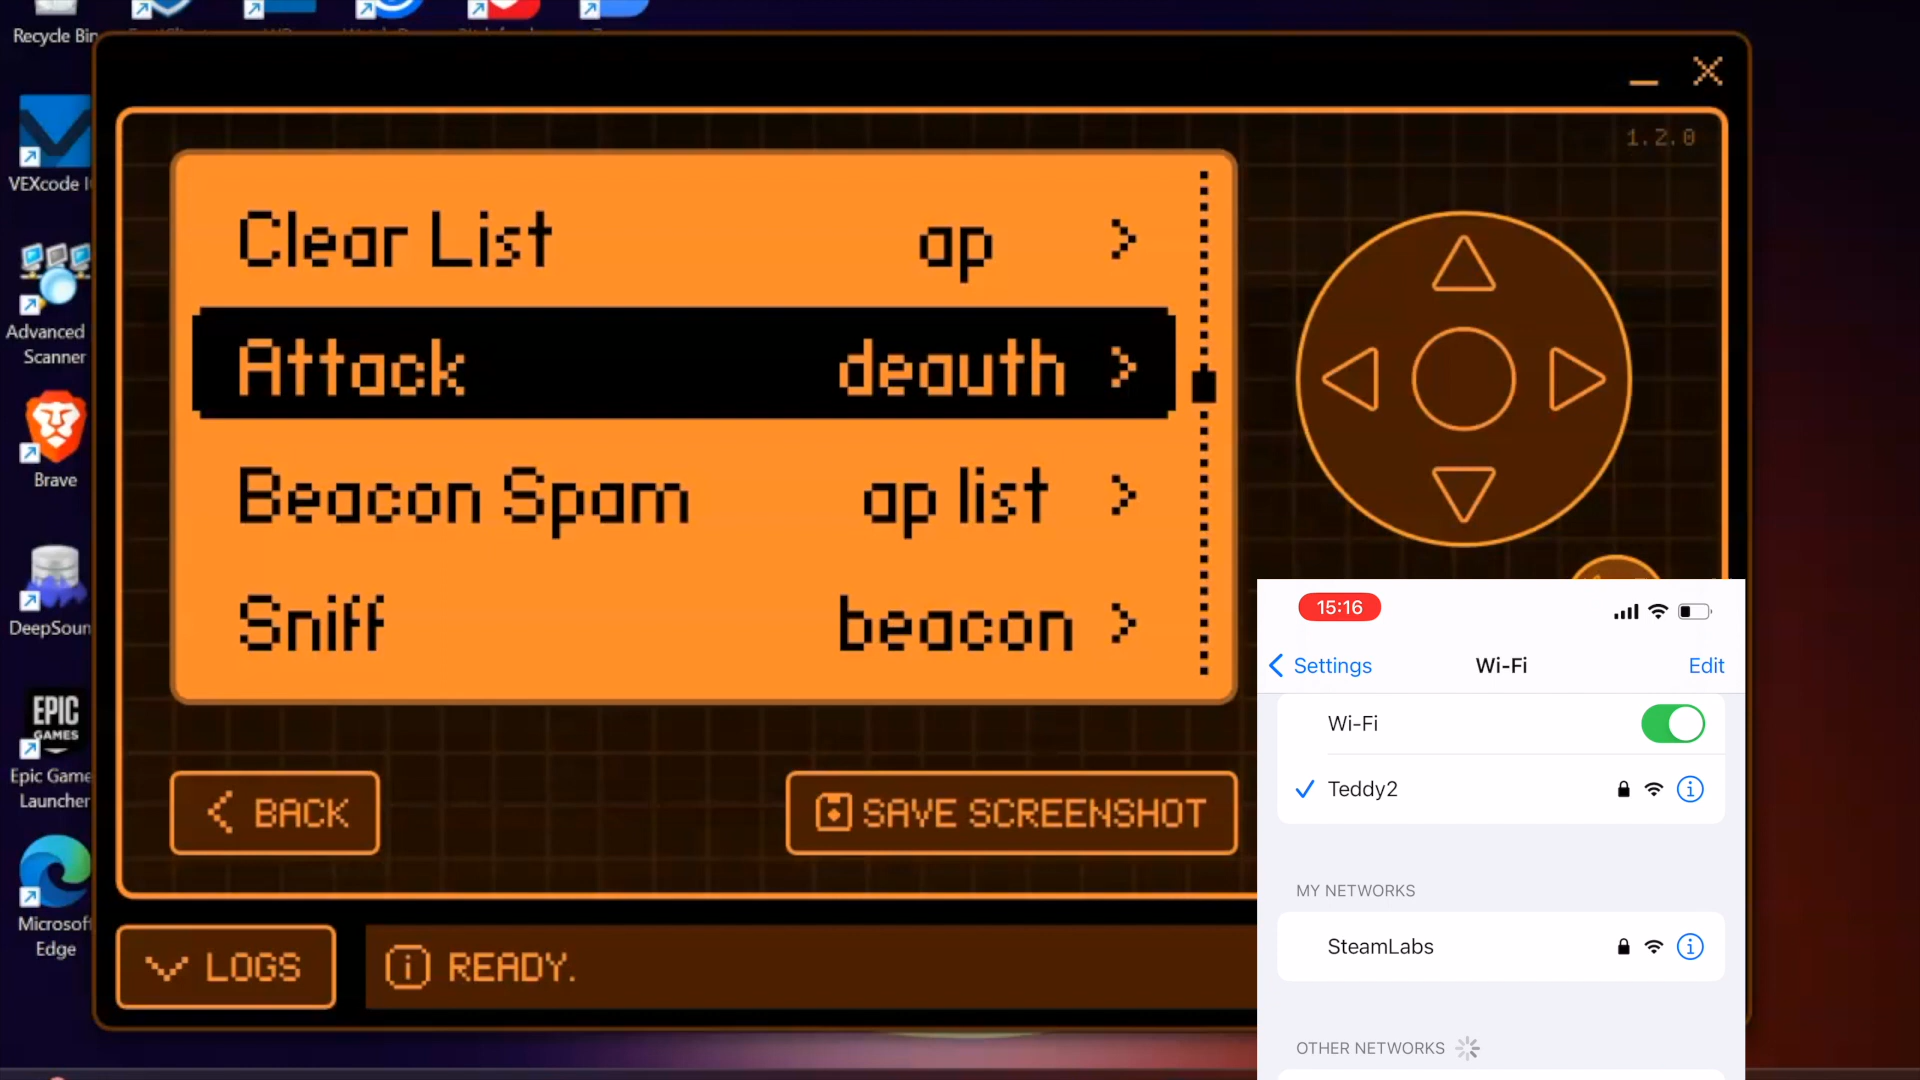 Recycle Bin
VEXcode I
Advanced
Scanner
Brave
DeepSoun
EPIC
GAMES
Epic Game
Launcher
Microsoft
Edge
1.2.0
Clear List ap >
Attack deauth >
Beacon Spam ap list >
Sniff beacon >
BACK
SAVE SCREENSHOT
LOGS
READY.
15:16
Settings
Wi-Fi
Edit
Wi-Fi
Teddy2
MY NETWORKS
SteamLabs
OTHER NETWORKS